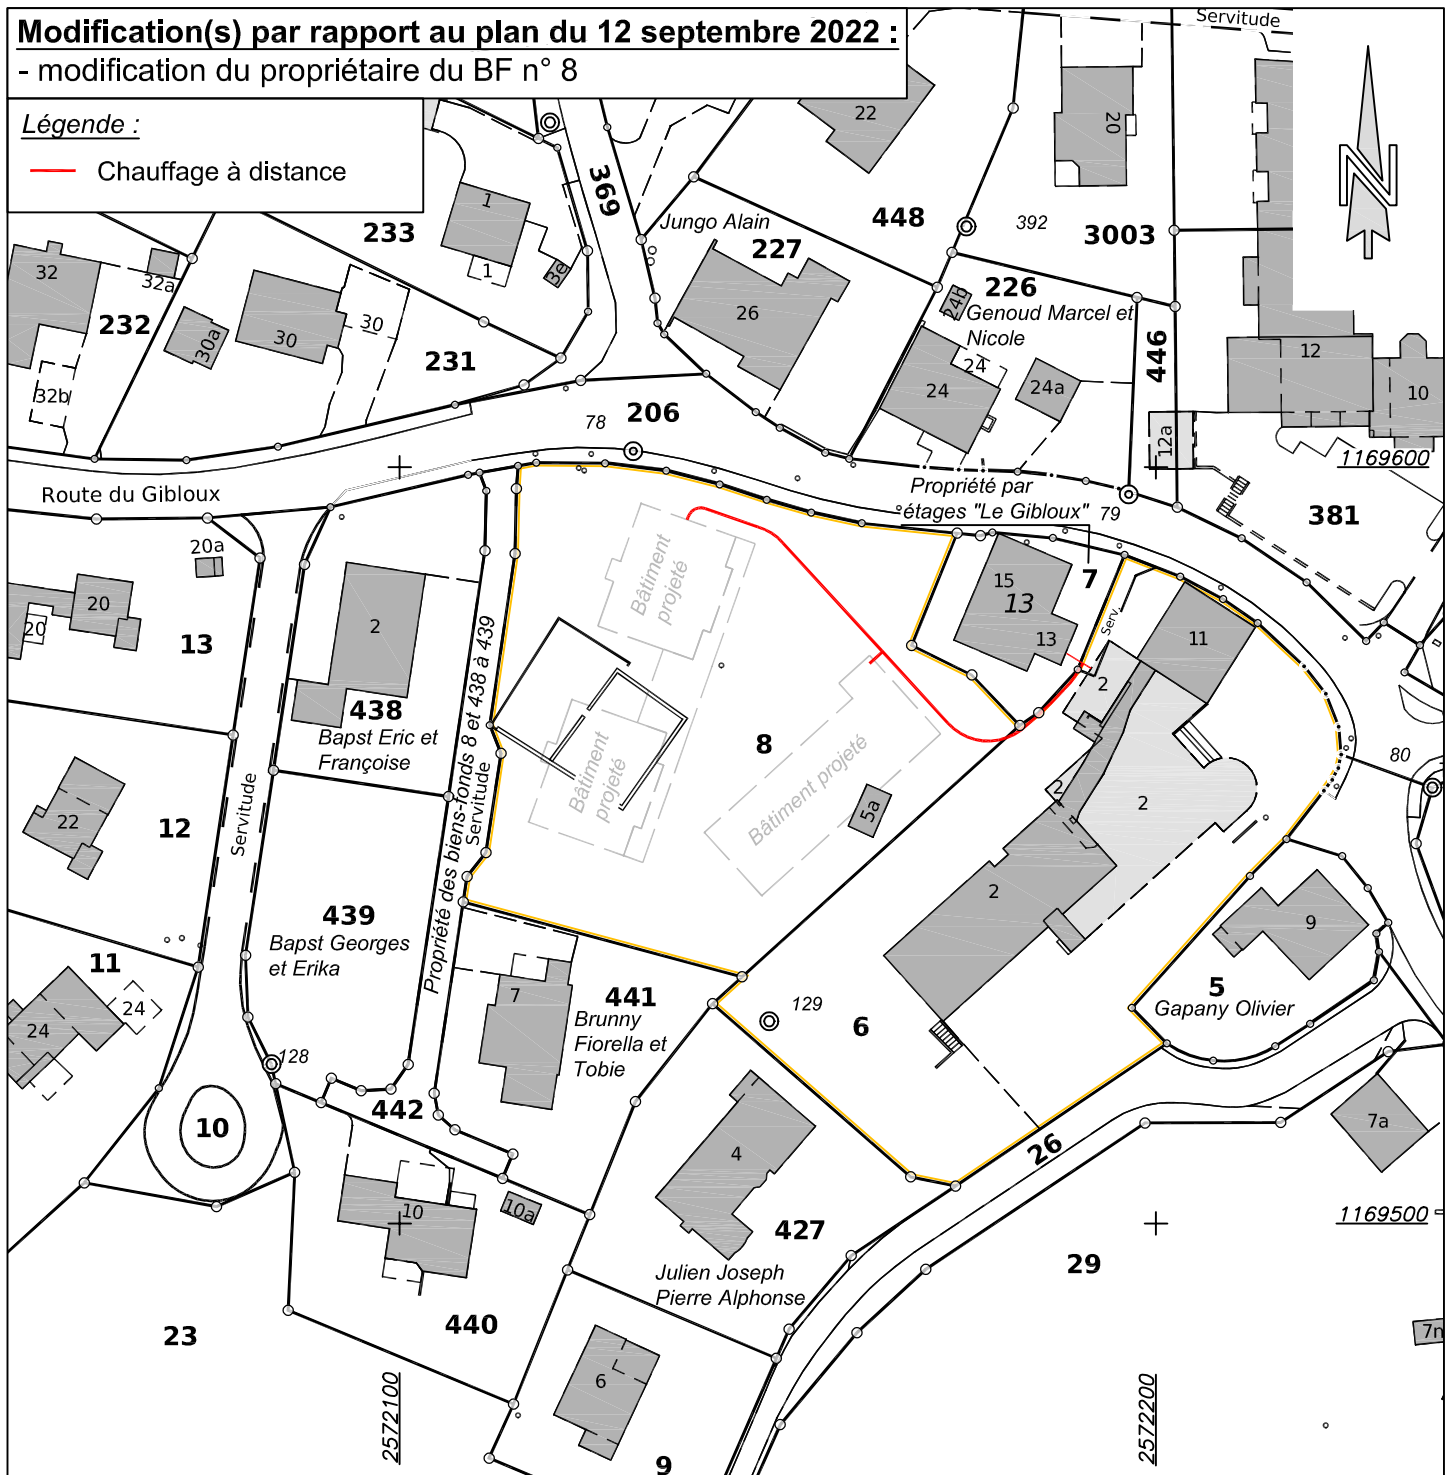 Modification(s) par rapport au plan du 12 septembre 2022 :
- modification du propriétaire du BF n° 8
Légende :
Chauffage à distance
Servitude
22
20
1
1
3e
233
369
Jungo Alain
227
448
392
3003
32
32a
232
32b
30a
30
30
231
26
226
24b
Genoud Marcel et
Nicole
24
24
24a
446
12
10
12a
1169600
206
78
Route du Gibloux
Propriété par
étages "Le Gibloux"
79
381
20a
20
20
13
2
438
Bapst Eric et
Françoise
Propriété des biens-fonds 8 et 438 à 439
Servitude
Bâtiment
projeté
Bâtiment
projeté
Bâtiment projeté
8
5a
15
13
13
7
Serv.
11
2
1
2
2
2
80
22
12
Servitude
439
Bapst Georges
et Erika
11
24
24
128
10
442
7
441
Brunny
Fiorella et
Tobie
129
6
9
5
Gapany Olivier
26
7a
4
427
Julien Joseph
Pierre Alphonse
10
10a
440
23
29
1169500
7n
6
9
2572100
2572200